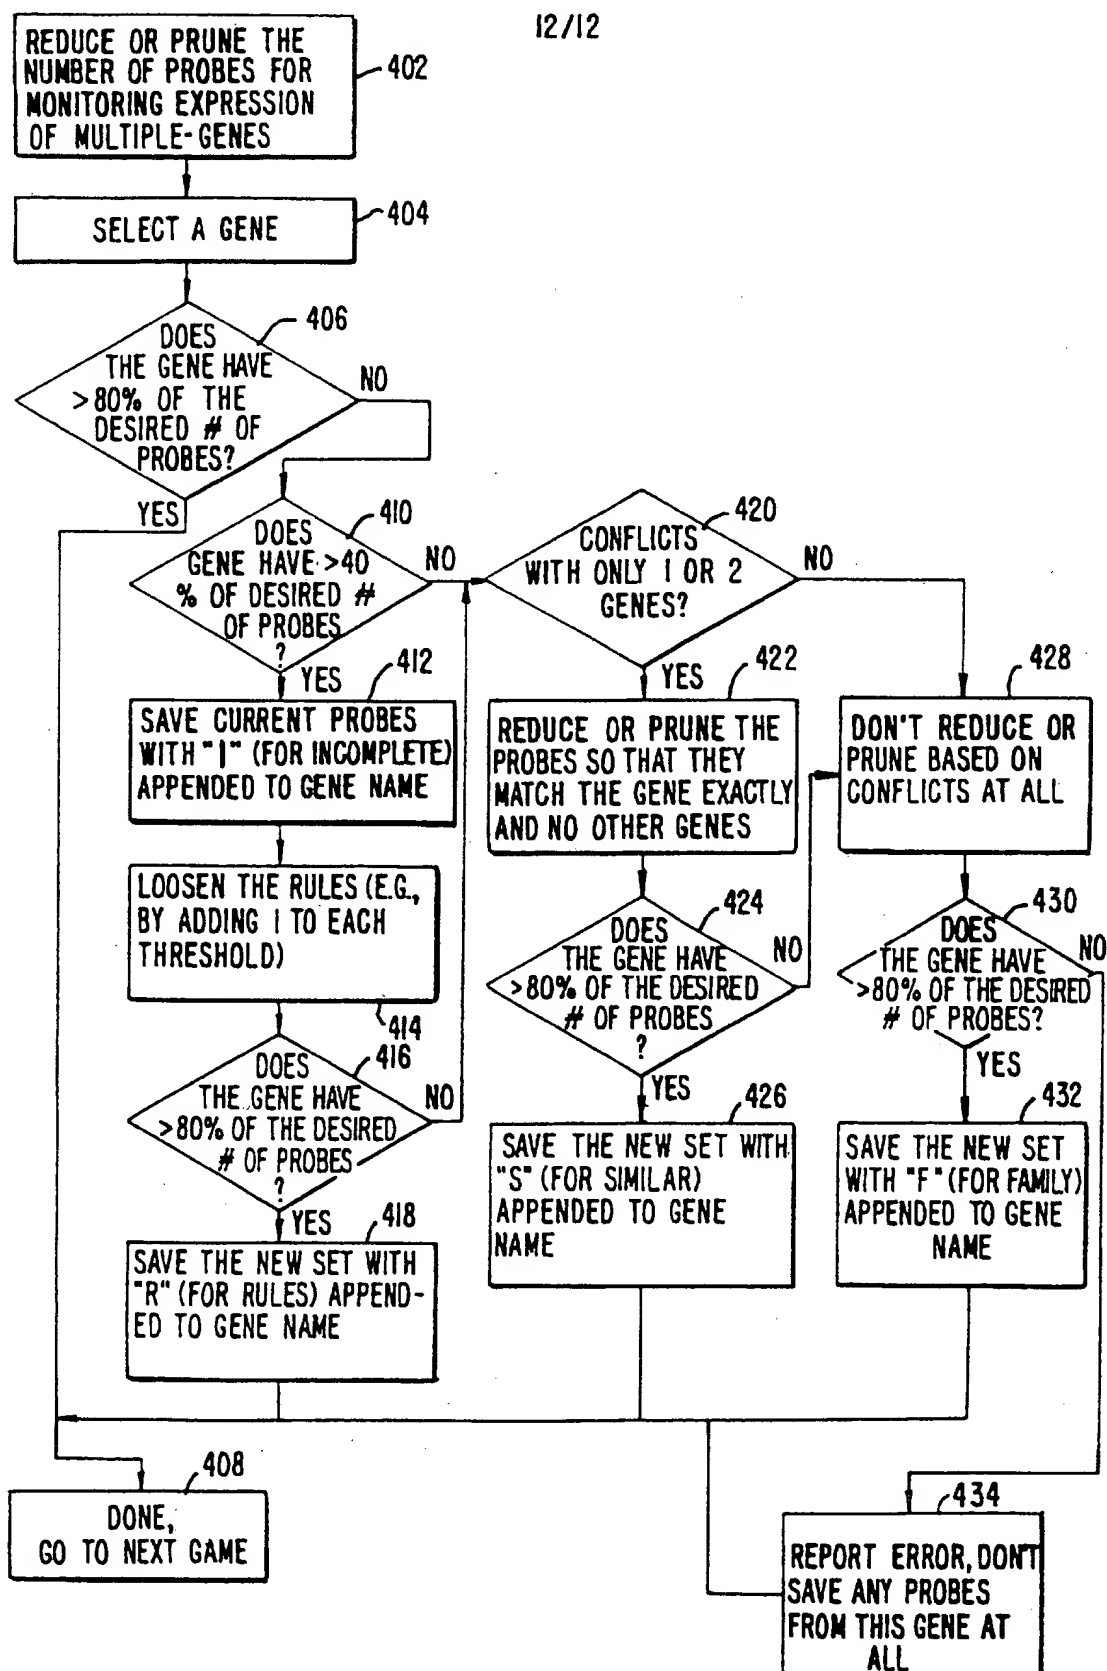 12/12
REDUCE OR PRUNE THE
NUMBER OF PROBES FOR
MONITORING EXPRESSION
OF MULTIPLE-GENES
402
SELECT A GENE
404
DOES
THE GENE HAVE
>80% OF THE
DESIRED # OF
PROBES?
406
NO
YES
DOES
GENE HAVE >40
% OF DESIRED #
OF PROBES
?
410
NO
YES
SAVE CURRENT PROBES
WITH "I" (FOR INCOMPLETE)
APPENDED TO GENE NAME
412
LOOSEN THE RULES (E.G.,
BY ADDING 1 TO EACH
THRESHOLD)
414
DOES
THE GENE HAVE
>80% OF THE DESIRED
# OF PROBES
?
416
NO
YES
SAVE THE NEW SET WITH
"R" (FOR RULES) APPEND-
ED TO GENE NAME
418
CONFLICTS
WITH ONLY 1 OR 2
GENES?
420
NO
YES
REDUCE OR PRUNE THE
PROBES SO THAT THEY
MATCH THE GENE EXACTLY
AND NO OTHER GENES
422
DOES
THE GENE HAVE
>80% OF THE DESIRED
# OF PROBES
?
424
NO
YES
SAVE THE NEW SET WITH
"S" (FOR SIMILAR)
APPENDED TO GENE
NAME
426
DON'T REDUCE OR
PRUNE BASED ON
CONFLICTS AT ALL
428
DOES
THE GENE HAVE
>80% OF THE DESIRED
# OF PROBES?
430
NO
YES
SAVE THE NEW SET
WITH "F" (FOR FAMILY)
APPENDED TO GENE
NAME
432
DONE,
GO TO NEXT GAME
408
REPORT ERROR, DON'T
SAVE ANY PROBES
FROM THIS GENE AT
ALL
434